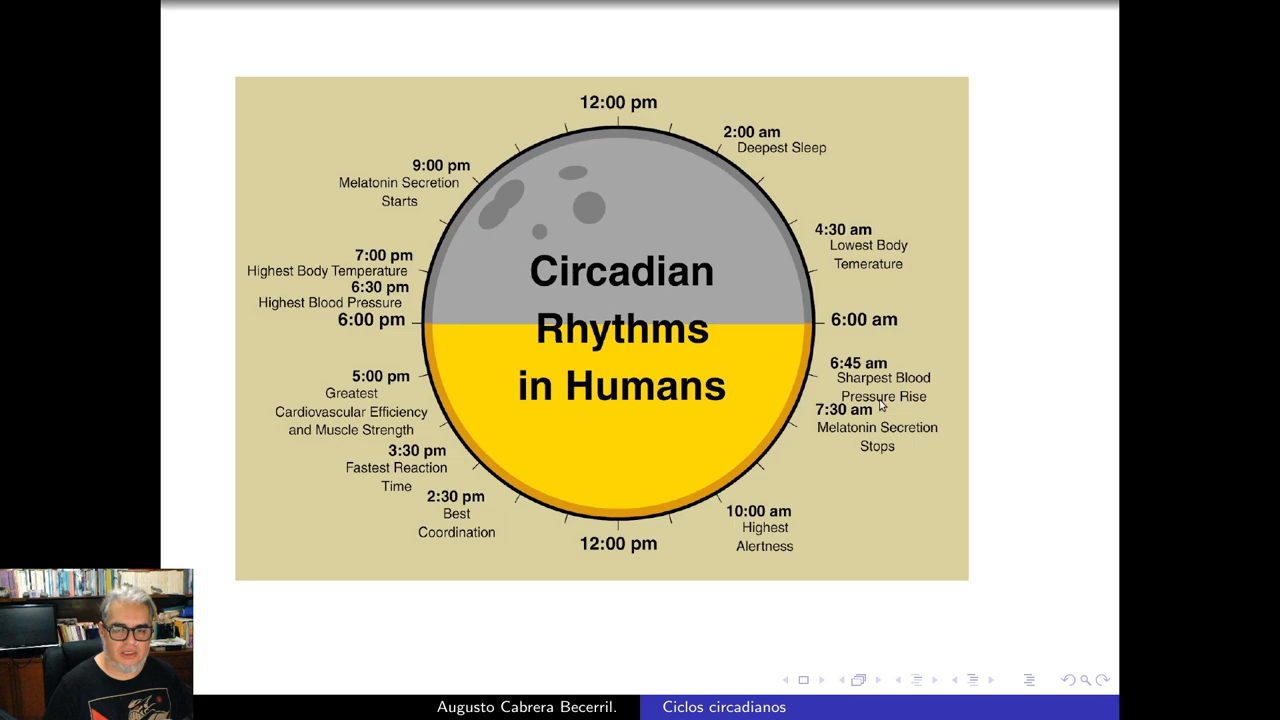 12:00 pm
2:00 am
Deepest Sleep
4:30 am
Lowest Body
Temerature
6:00 am
6:45 am
Sharpest Blood
Pressure Rise
7:30 am
Melatonin Secretion
Stops
10:00 am
Highest
Alertness
12:00 pm
2:30 pm
Best
Coordination
3:30 pm
Fastest Reaction
Time
5:00 pm
Greatest
Cardiovascular Efficiency
and Muscle Strength
6:00 pm
6:30 pm
Highest Blood Pressure
7:00 pm
Highest Body Temperature
9:00 pm
Melatonin Secretion
Starts
Circadian
Rhythms
in Humans
Augusto Cabrera Becerril.
Ciclos circadianos